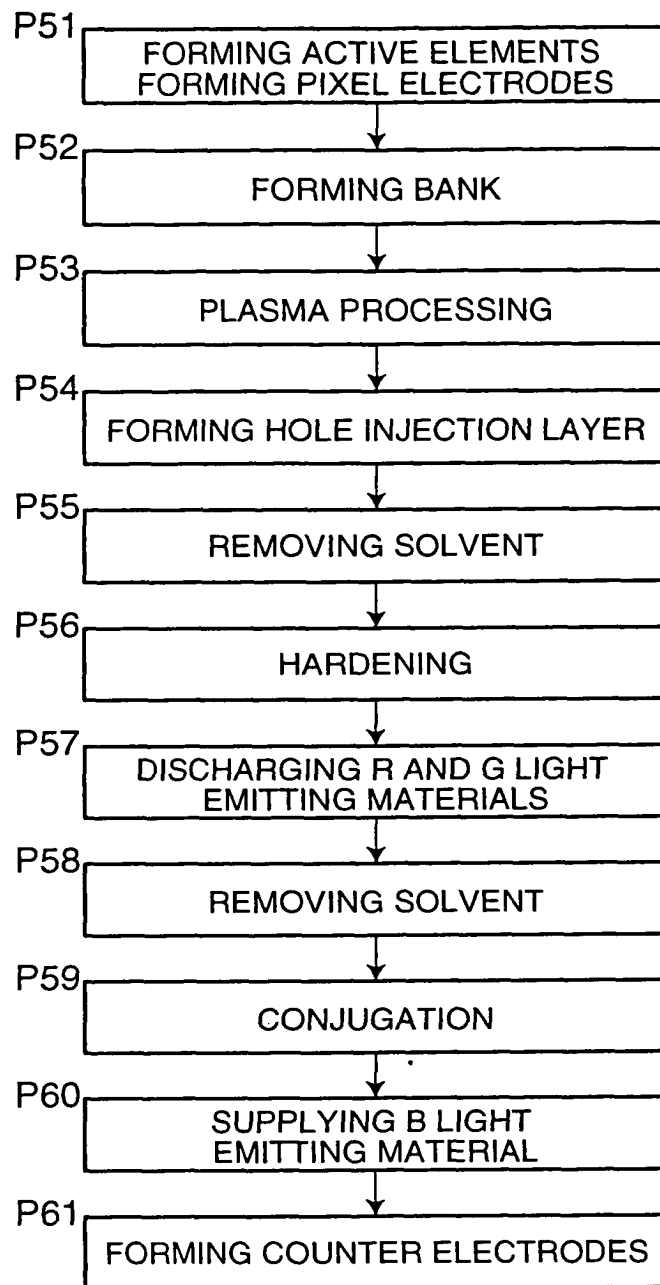 P51
FORMING ACTIVE ELEMENTS
FORMING PIXEL ELECTRODES
P52
FORMING BANK
P53
PLASMA PROCESSING
P54
FORMING HOLE INJECTION LAYER
P55
REMOVING SOLVENT
P56
HARDENING
P57
DISCHARGING R AND G LIGHT
EMITTING MATERIALS
P58
REMOVING SOLVENT
P59
CONJUGATION
P60
SUPPLYING B LIGHT
EMITTING MATERIAL
P61
FORMING COUNTER ELECTRODES